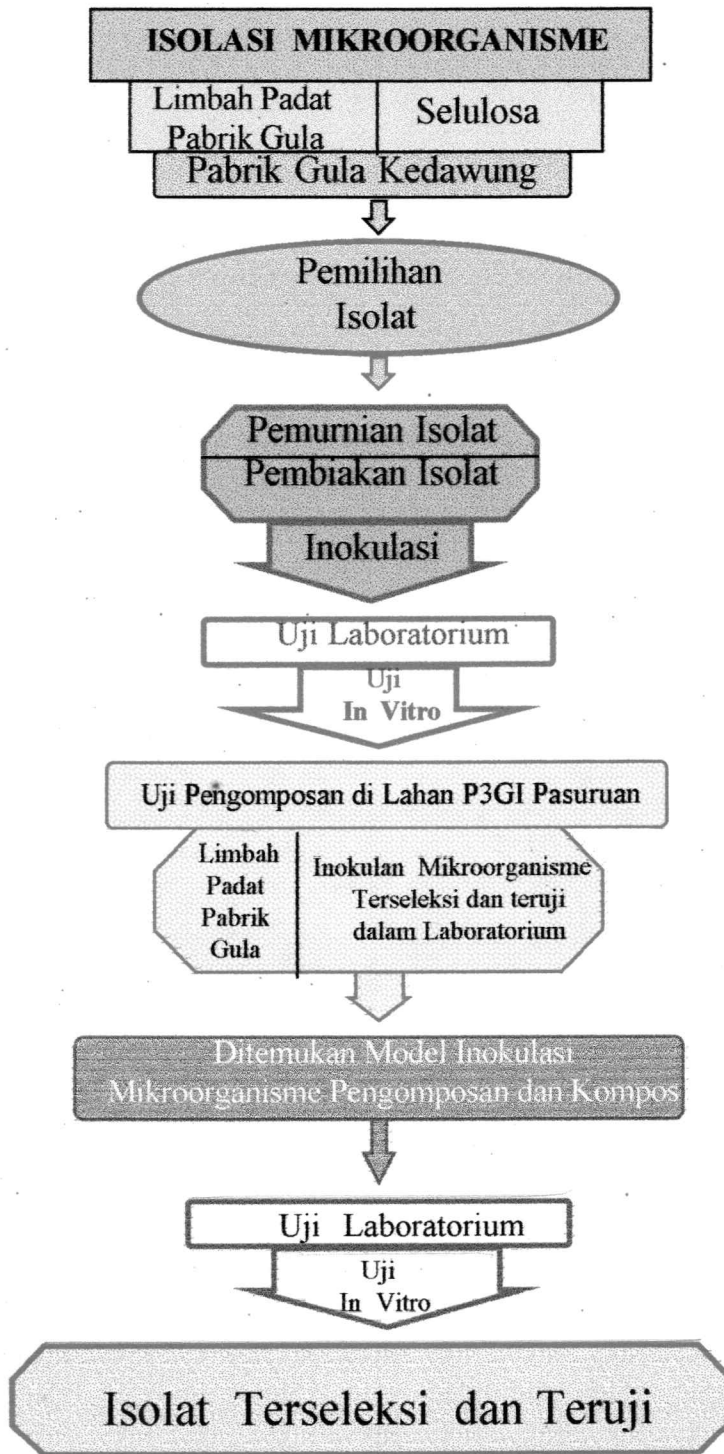 ISOLASI MIKROORGANISME
Limbah Padat
Pabrik Gula
Selulosa
Pabrik Gula Kedawung
Pemilihan
Isolat
Pemurnian Isolat
Pembiakan Isolat
Inokulasi
Uji Laboratorium
Uji
In Vitro
Uji Pengomposan di Lahan P3GI Pasuruan
Limbah
Padat
Pabrik
Gula
Inokulan Mikroorganisme
Terseleksi dan teruji
dalam Laboratorium
Ditemukan Model Inokulasi
Mikroorganisme Pengomposan dan Kompos
Uji Laboratorium
Uji
In Vitro
Isolat Terseleksi dan Teruji